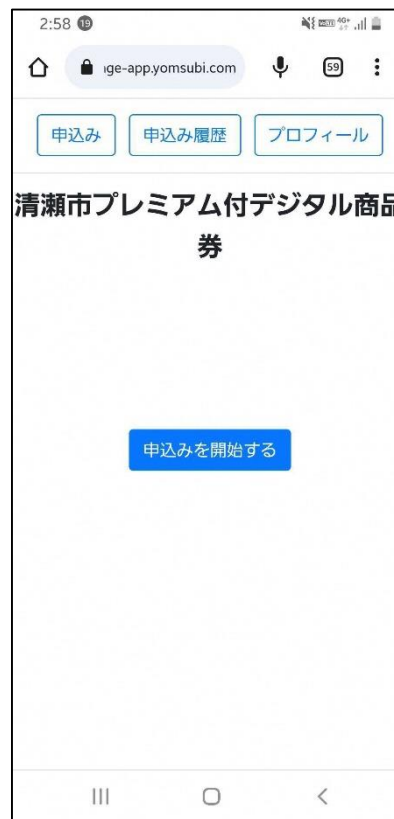 2:58 19
ige-app.yomsubi.com 59
申込み 申込み履歴 プロフィール
清瀬市プレミアム付デジタル商品
券
申込みを開始する